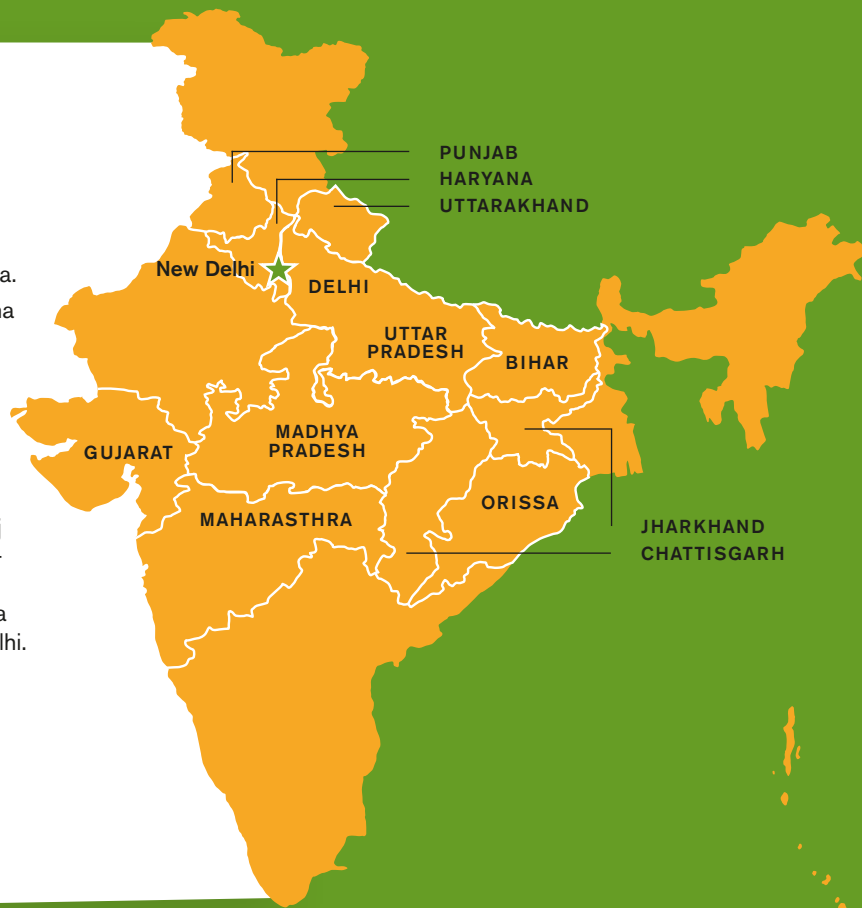 PUNJAB
HARYANA
UTTARAKHAND
New Delhi
DELHI
UTTAR
PRADESH
BIHAR
GUJARAT
MADHYA
PRADESH
MAHARASTHRA
ORISSA
JHARKHAND
CHATTISGARH